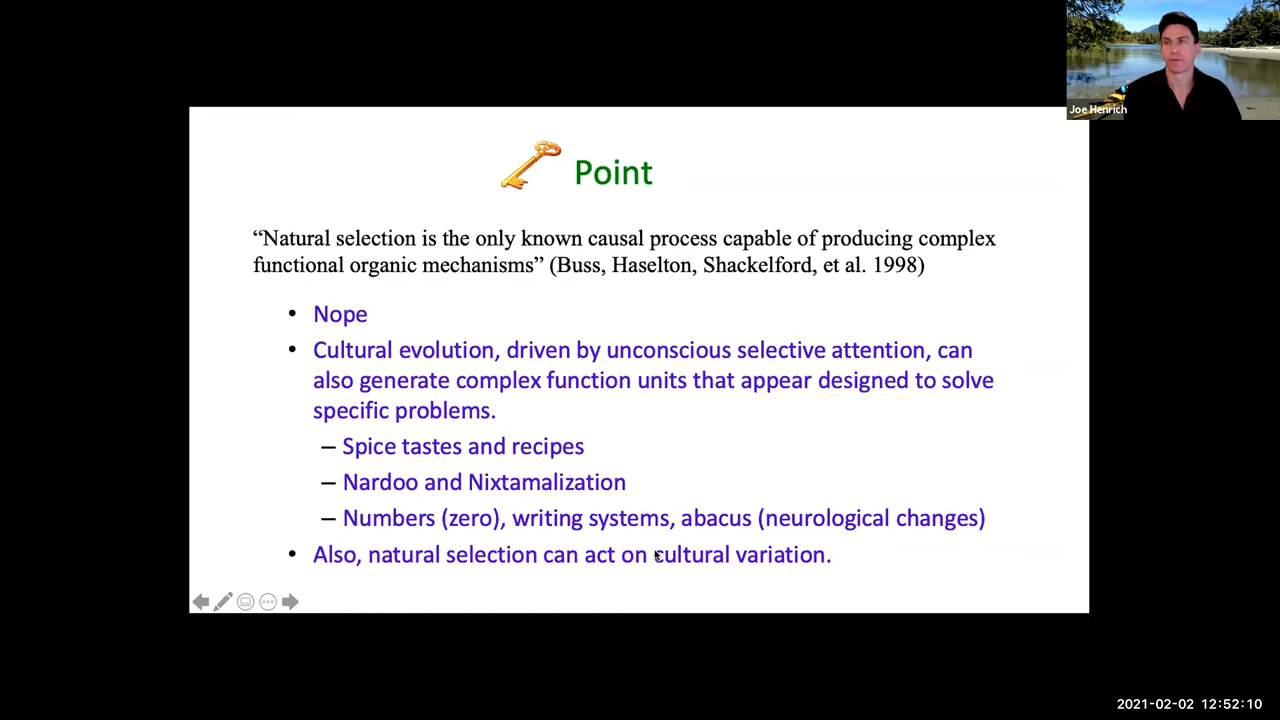 Joe Henrich
Point
“Natural selection is the only known causal process capable of producing complex
functional organic mechanisms” (Buss, Haselton, Shackelford, et al. 1998)
• Nope
• Cultural evolution, driven by unconscious selective attention, can
also generate complex function units that appear designed to solve
specific problems.
– Spice tastes and recipes
– Nardoo and Nixtamalization
– Numbers (zero), writing systems, abacus (neurological changes)
• Also, natural selection can act on cultural variation.
2021-02-02 12:52:10